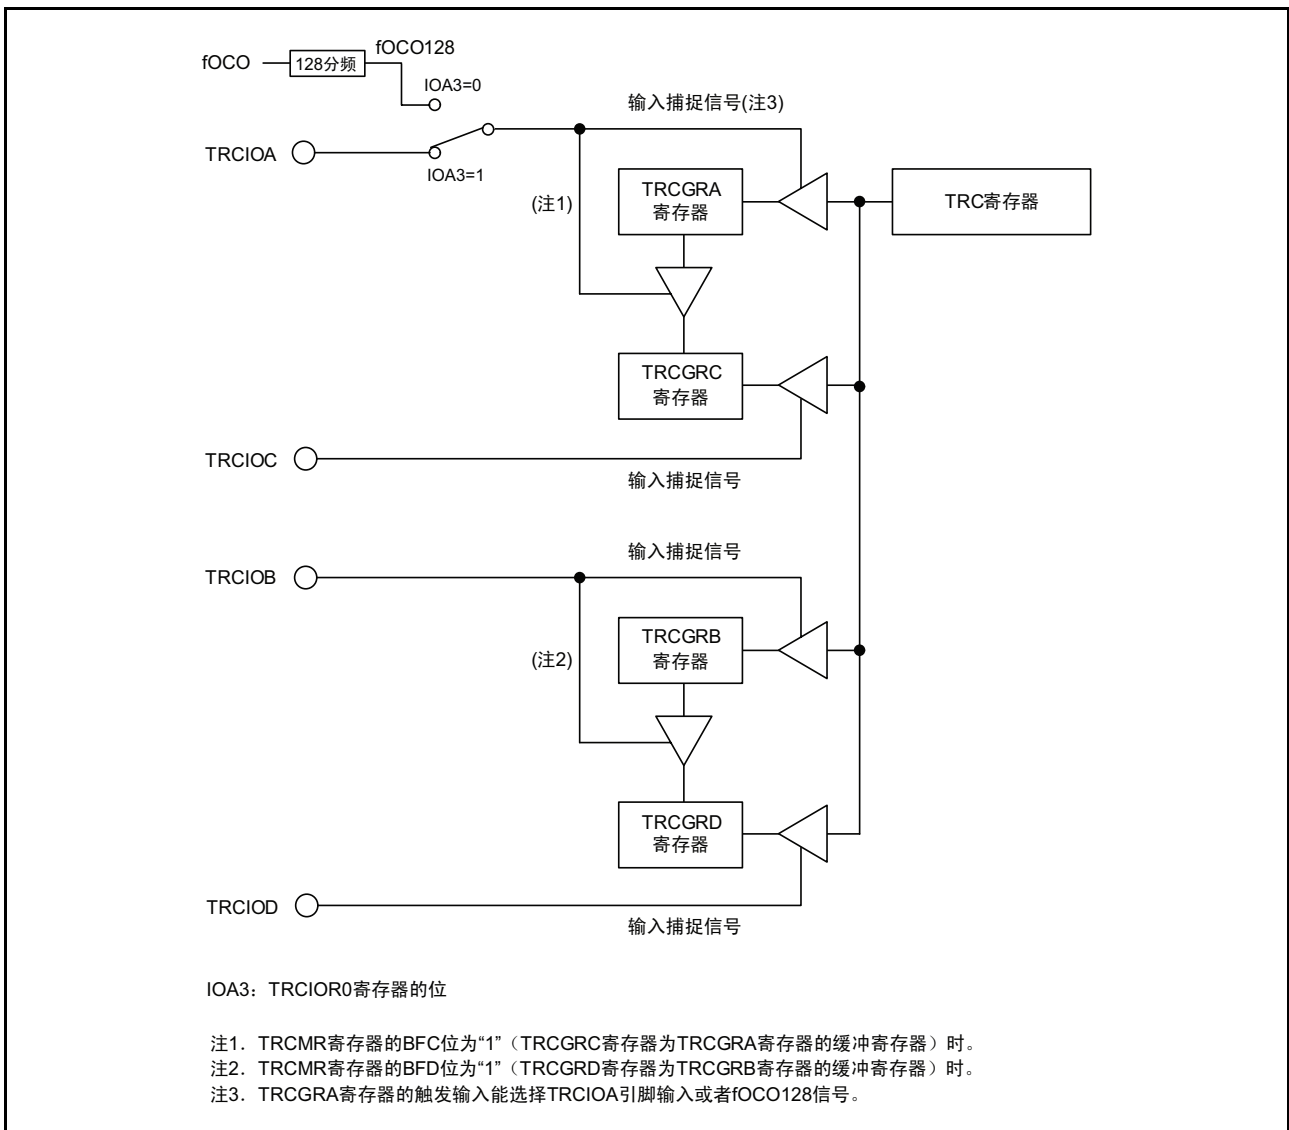 fOCO128
fOCO
128分频
IOA3=0
输入捕捉信号(注3)
TRCIOA
IOA3=1
TRCGRA
寄存器
TRC寄存器
(注1)
TRCGRC
寄存器
TRCIOC
输入捕捉信号
输入捕捉信号
TRCIOB
TRCGRB
寄存器
(注2)
TRCGRD
寄存器
TRCIOD
输入捕捉信号
IOA3：TRCIOR0寄存器的位
注1．TRCMR寄存器的BFC位为“1”（TRCGRC寄存器为TRCGRA寄存器的缓冲寄存器）时。
注2．TRCMR寄存器的BFD位为“1”（TRCGRD寄存器为TRCGRB寄存器的缓冲寄存器）时。
注3．TRCGRA寄存器的触发输入能选择TRCIOA引脚输入或者fOCO128信号。